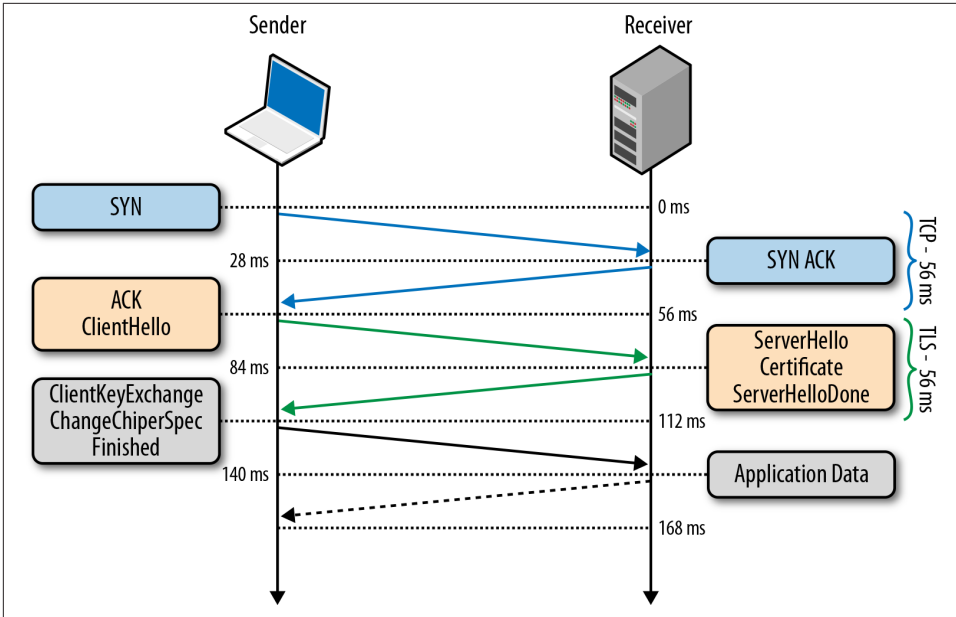 Sender
Receiver
SYN
0 ms
28 ms
SYN ACK
TCP - 56 ms
ACK
ClientHello
56 ms
84 ms
ServerHello
Certificate
ServerHelloDone
TLS - 56 ms
ClientKeyExchange
ChangeChiperSpec
Finished
112 ms
140 ms
Application Data
168 ms